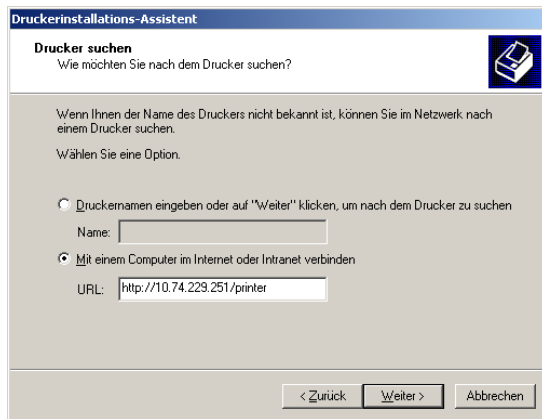 Druckerinstallations-Assistent
Drucker suchen
Wie möchten Sie nach dem Drucker suchen?
Wenn Ihnen der Name des Druckers nicht bekannt ist, können Sie im Netzwerk nach
einem Drucker suchen.
Wählen Sie eine Option.
Druckernamen eingeben oder auf "Weiter" klicken, um nach dem Drucker zu suchen
Name:
Mit einem Computer im Internet oder Intranet verbinden
URL: http://10.74.229.251/printer
< Zurück Weiter > Abbrechen